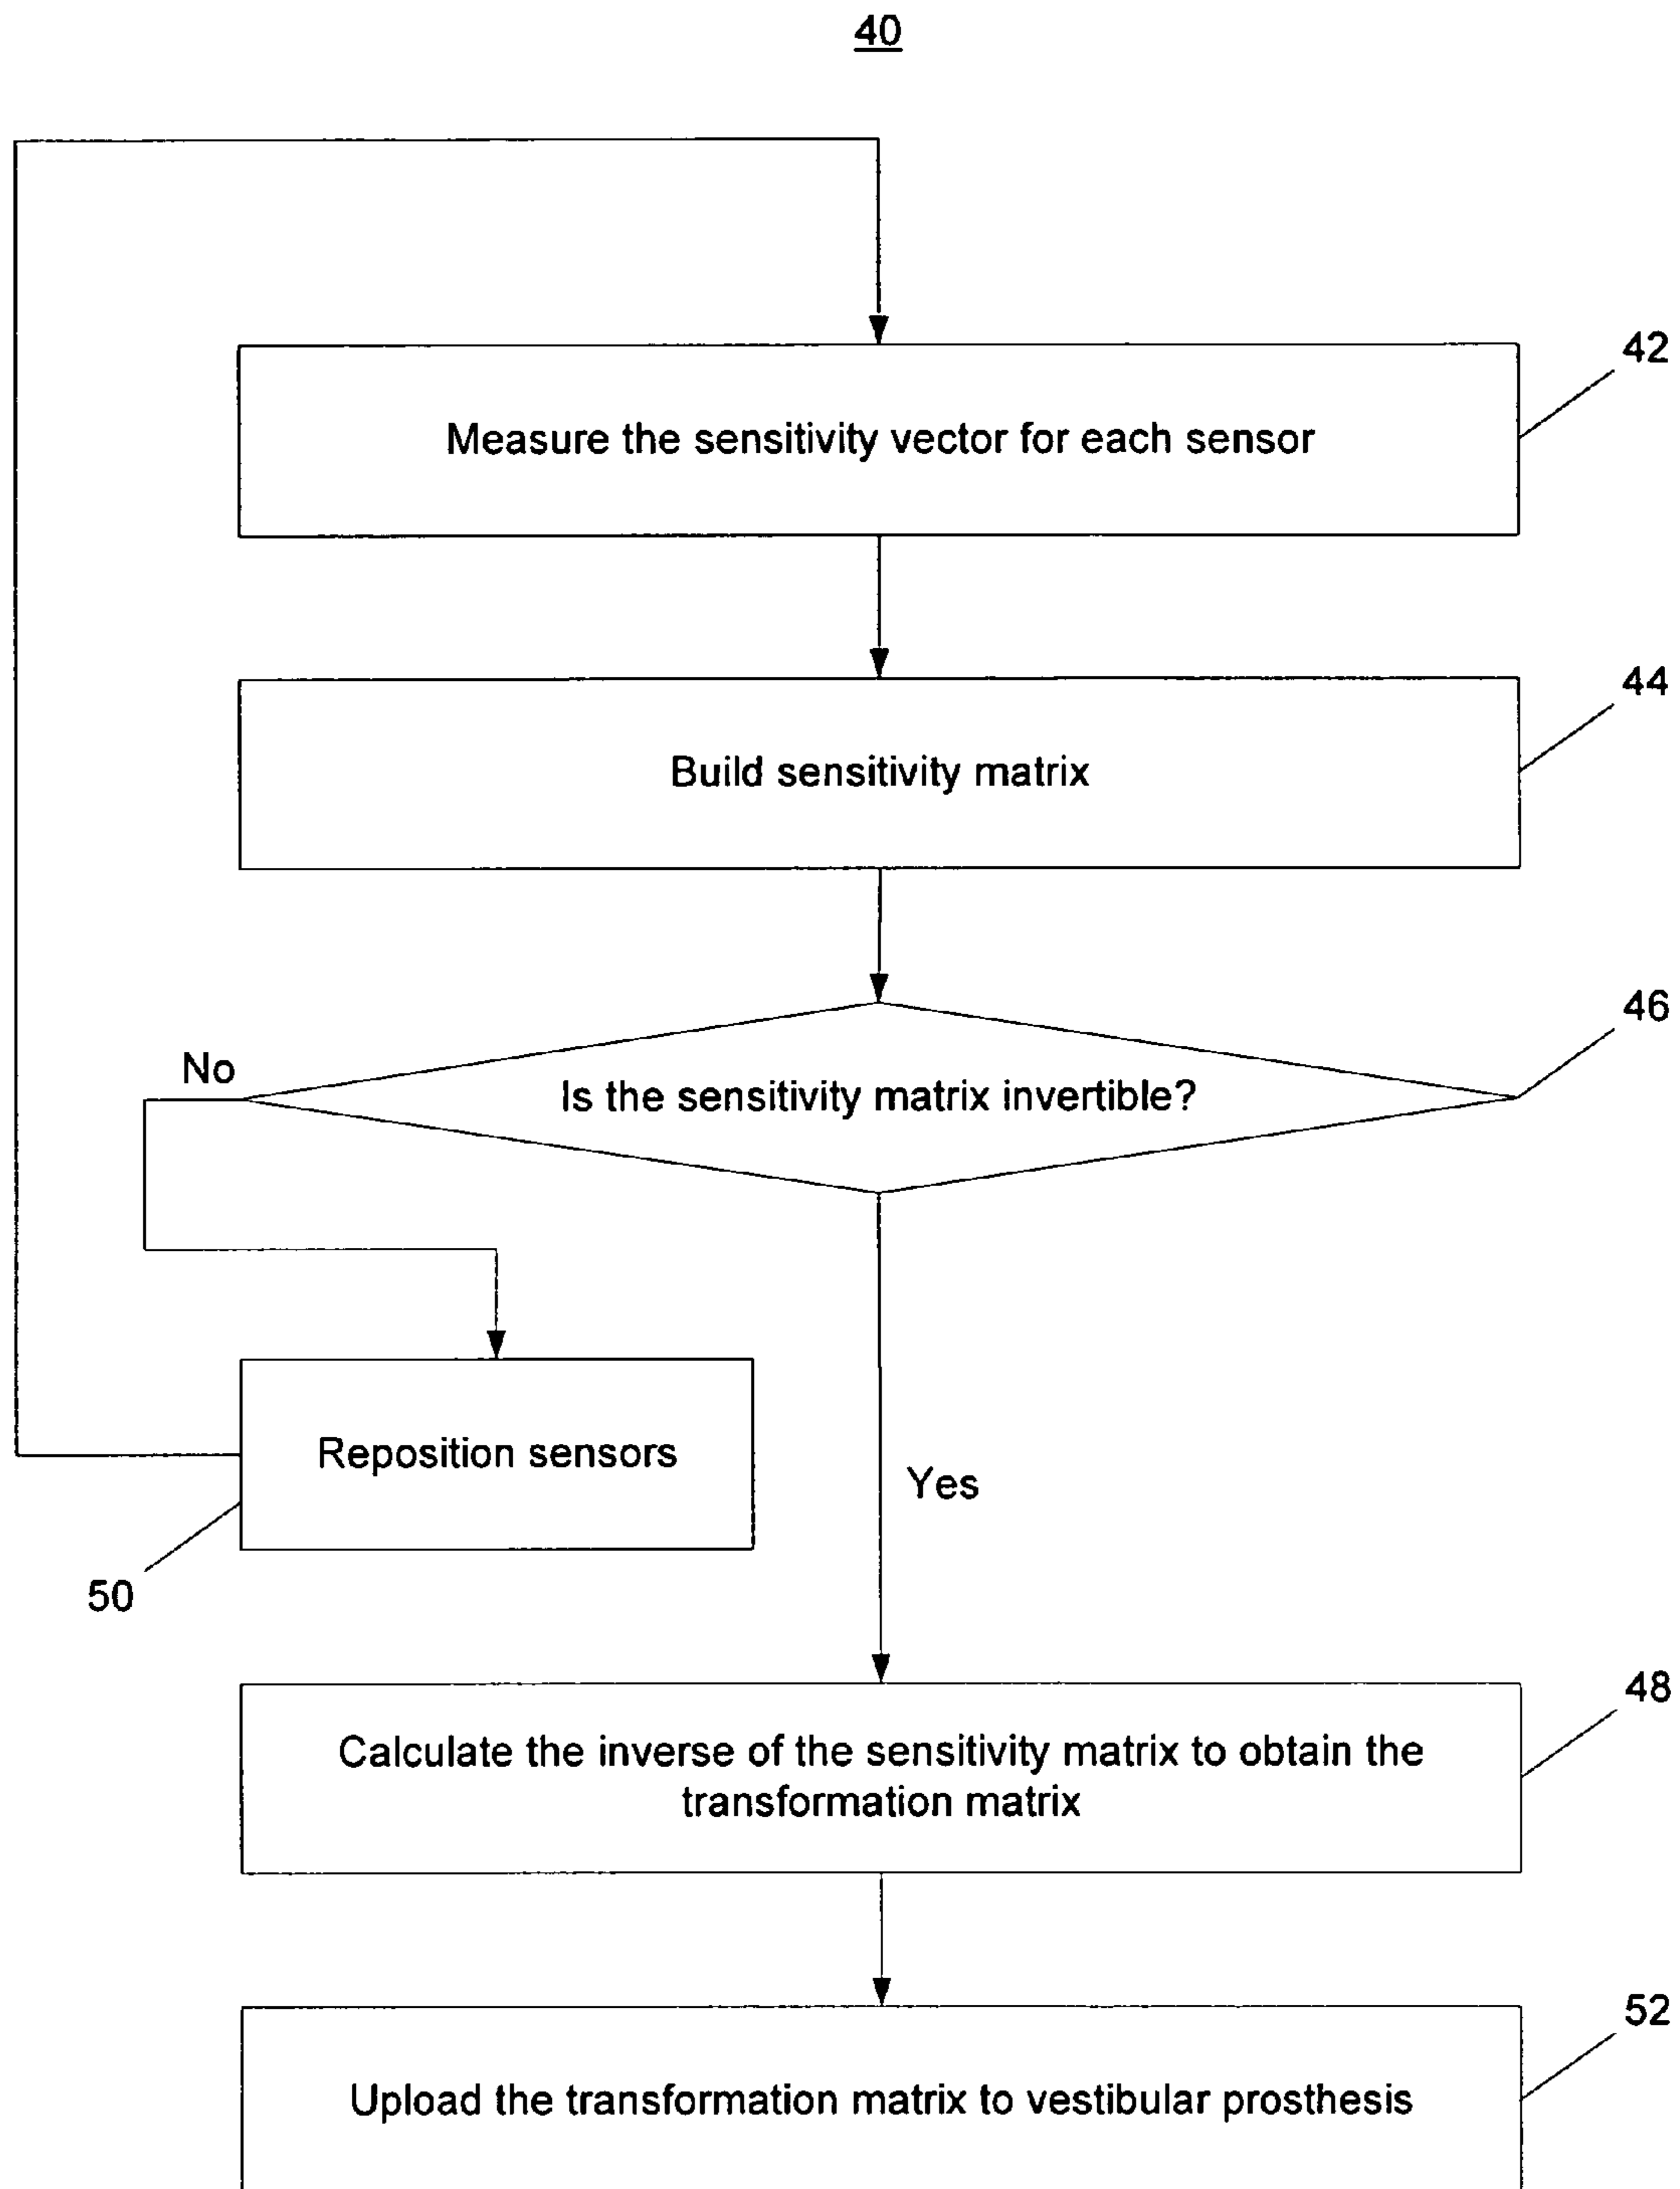 40
42
Measure the sensitivity vector for each sensor
44
Build sensitivity matrix
46
No
Is the sensitivity matrix invertible?
Reposition sensors
Yes
50
48
Calculate the inverse of the sensitivity matrix to obtain the
transformation matrix
52
Upload the transformation matrix to vestibular prosthesis